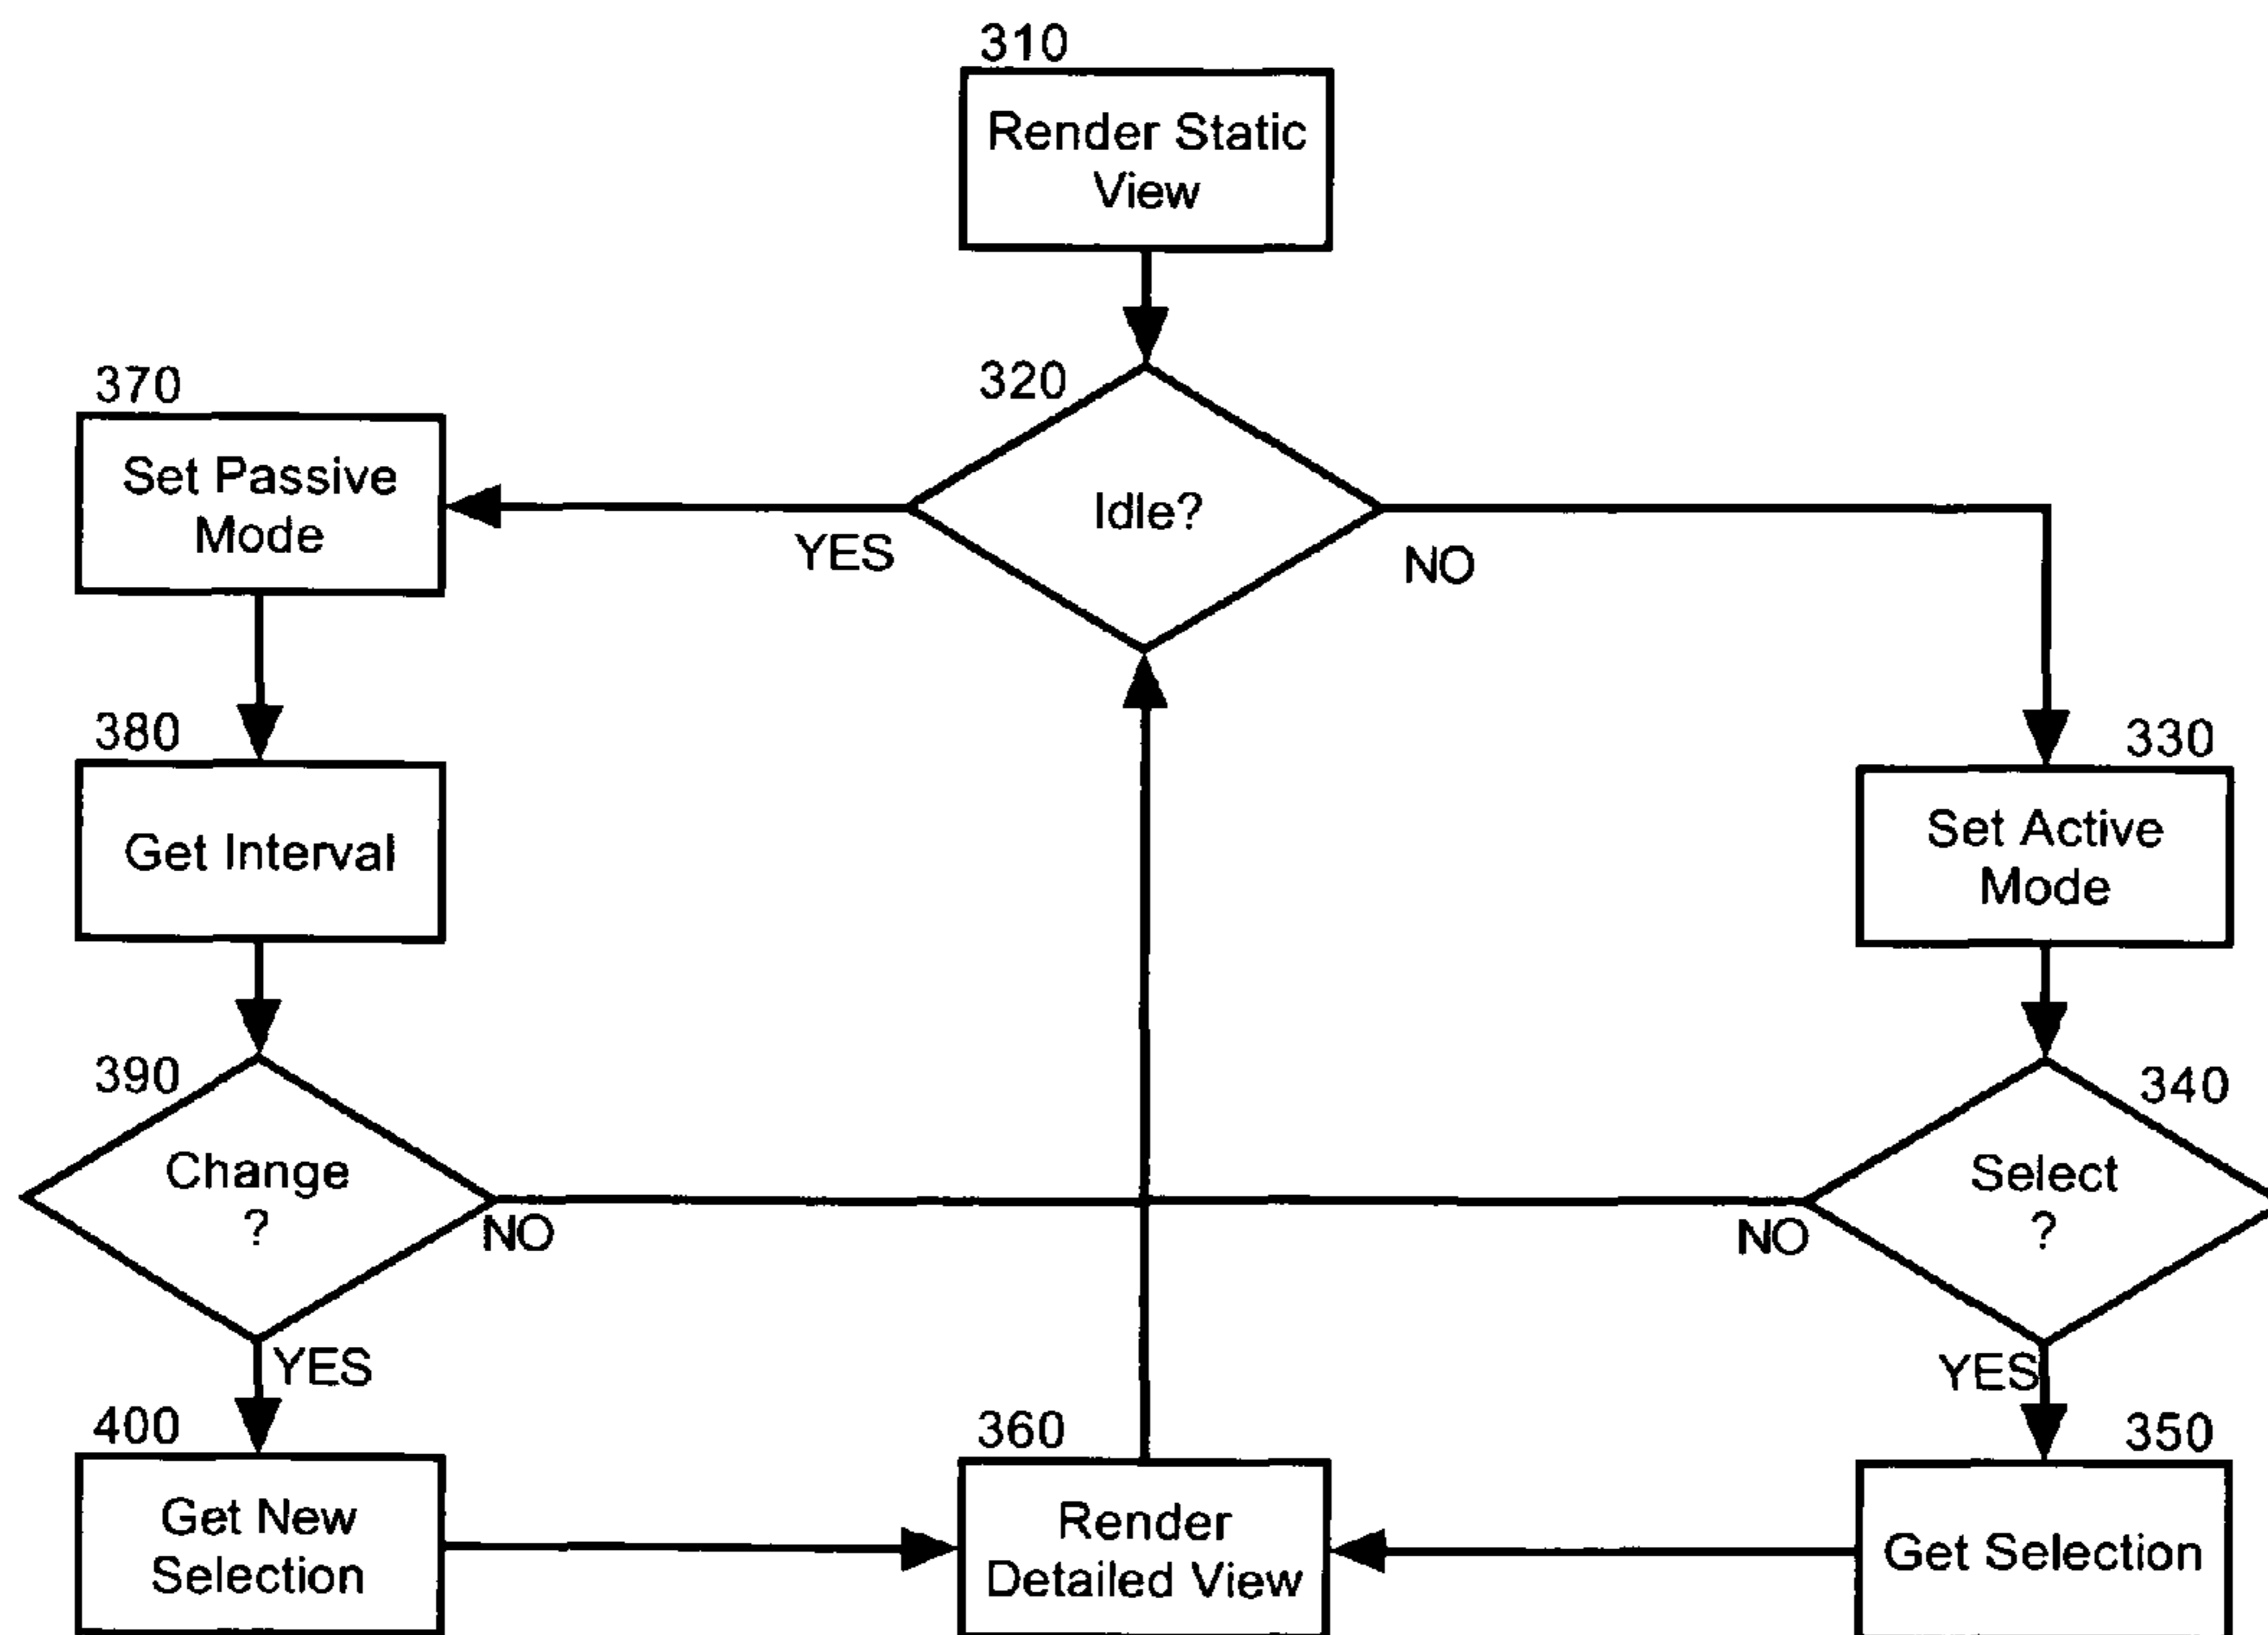 310
Render Static
View
320
Idle?
YES
NO
370
Set Passive
Mode
380
Get Interval
330
Set Active
Mode
390
Change
?
NO
YES
340
Select
?
NO
YES
400
Get New
Selection
360
Render
Detailed View
350
Get Selection